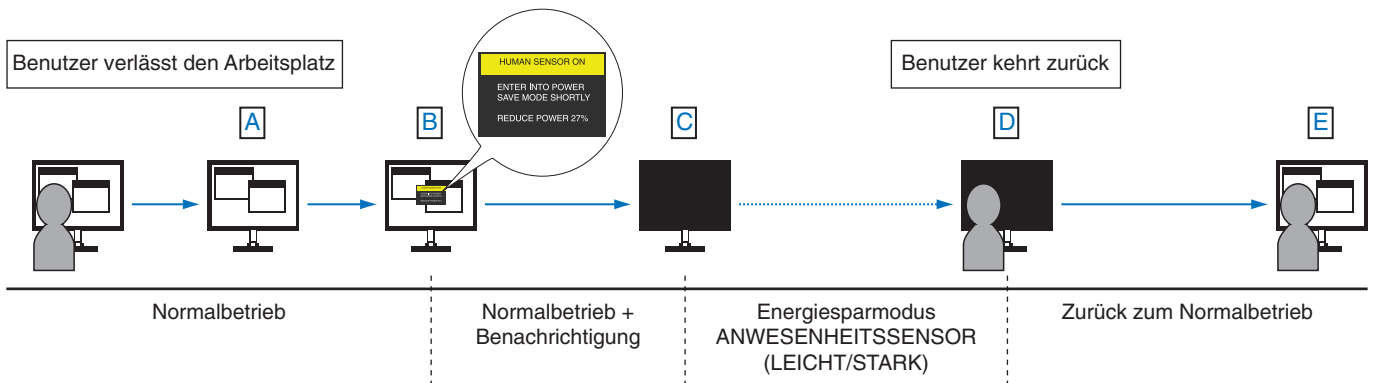 Benutzer verlässt den Arbeitsplatz
HUMAN SENSOR ON
ENTER INTO POWER
SAVE MODE SHORTLY
REDUCE POWER 27%
Benutzer kehrt zurück
A
B
C
D
E
Normalbetrieb
Normalbetrieb +
Benachrichtigung
Energiesparmodus
ANWESENHEITSSENSOR
(LEICHT/STARK)
Zurück zum Normalbetrieb